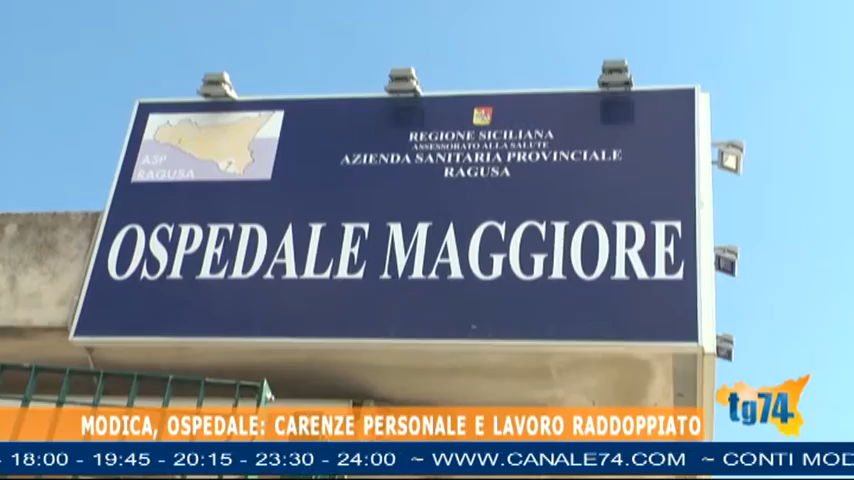 ASP
RAGUSA
REGIONE SICILIANA
ASSESSORATO ALLA SALUTE
AZIENDA SANITARIA PROVINCIALE
RAGUSA
OSPEDALE MAGGIORE
tg74
MODICA, OSPEDALE: CARENZE PERSONALE E LAVORO RADDOPPIATO
- 18:00 - 19:45 - 20:15 - 23:30 - 24:00 ~ WWW.CANALE74.COM ~ CONTI MOD